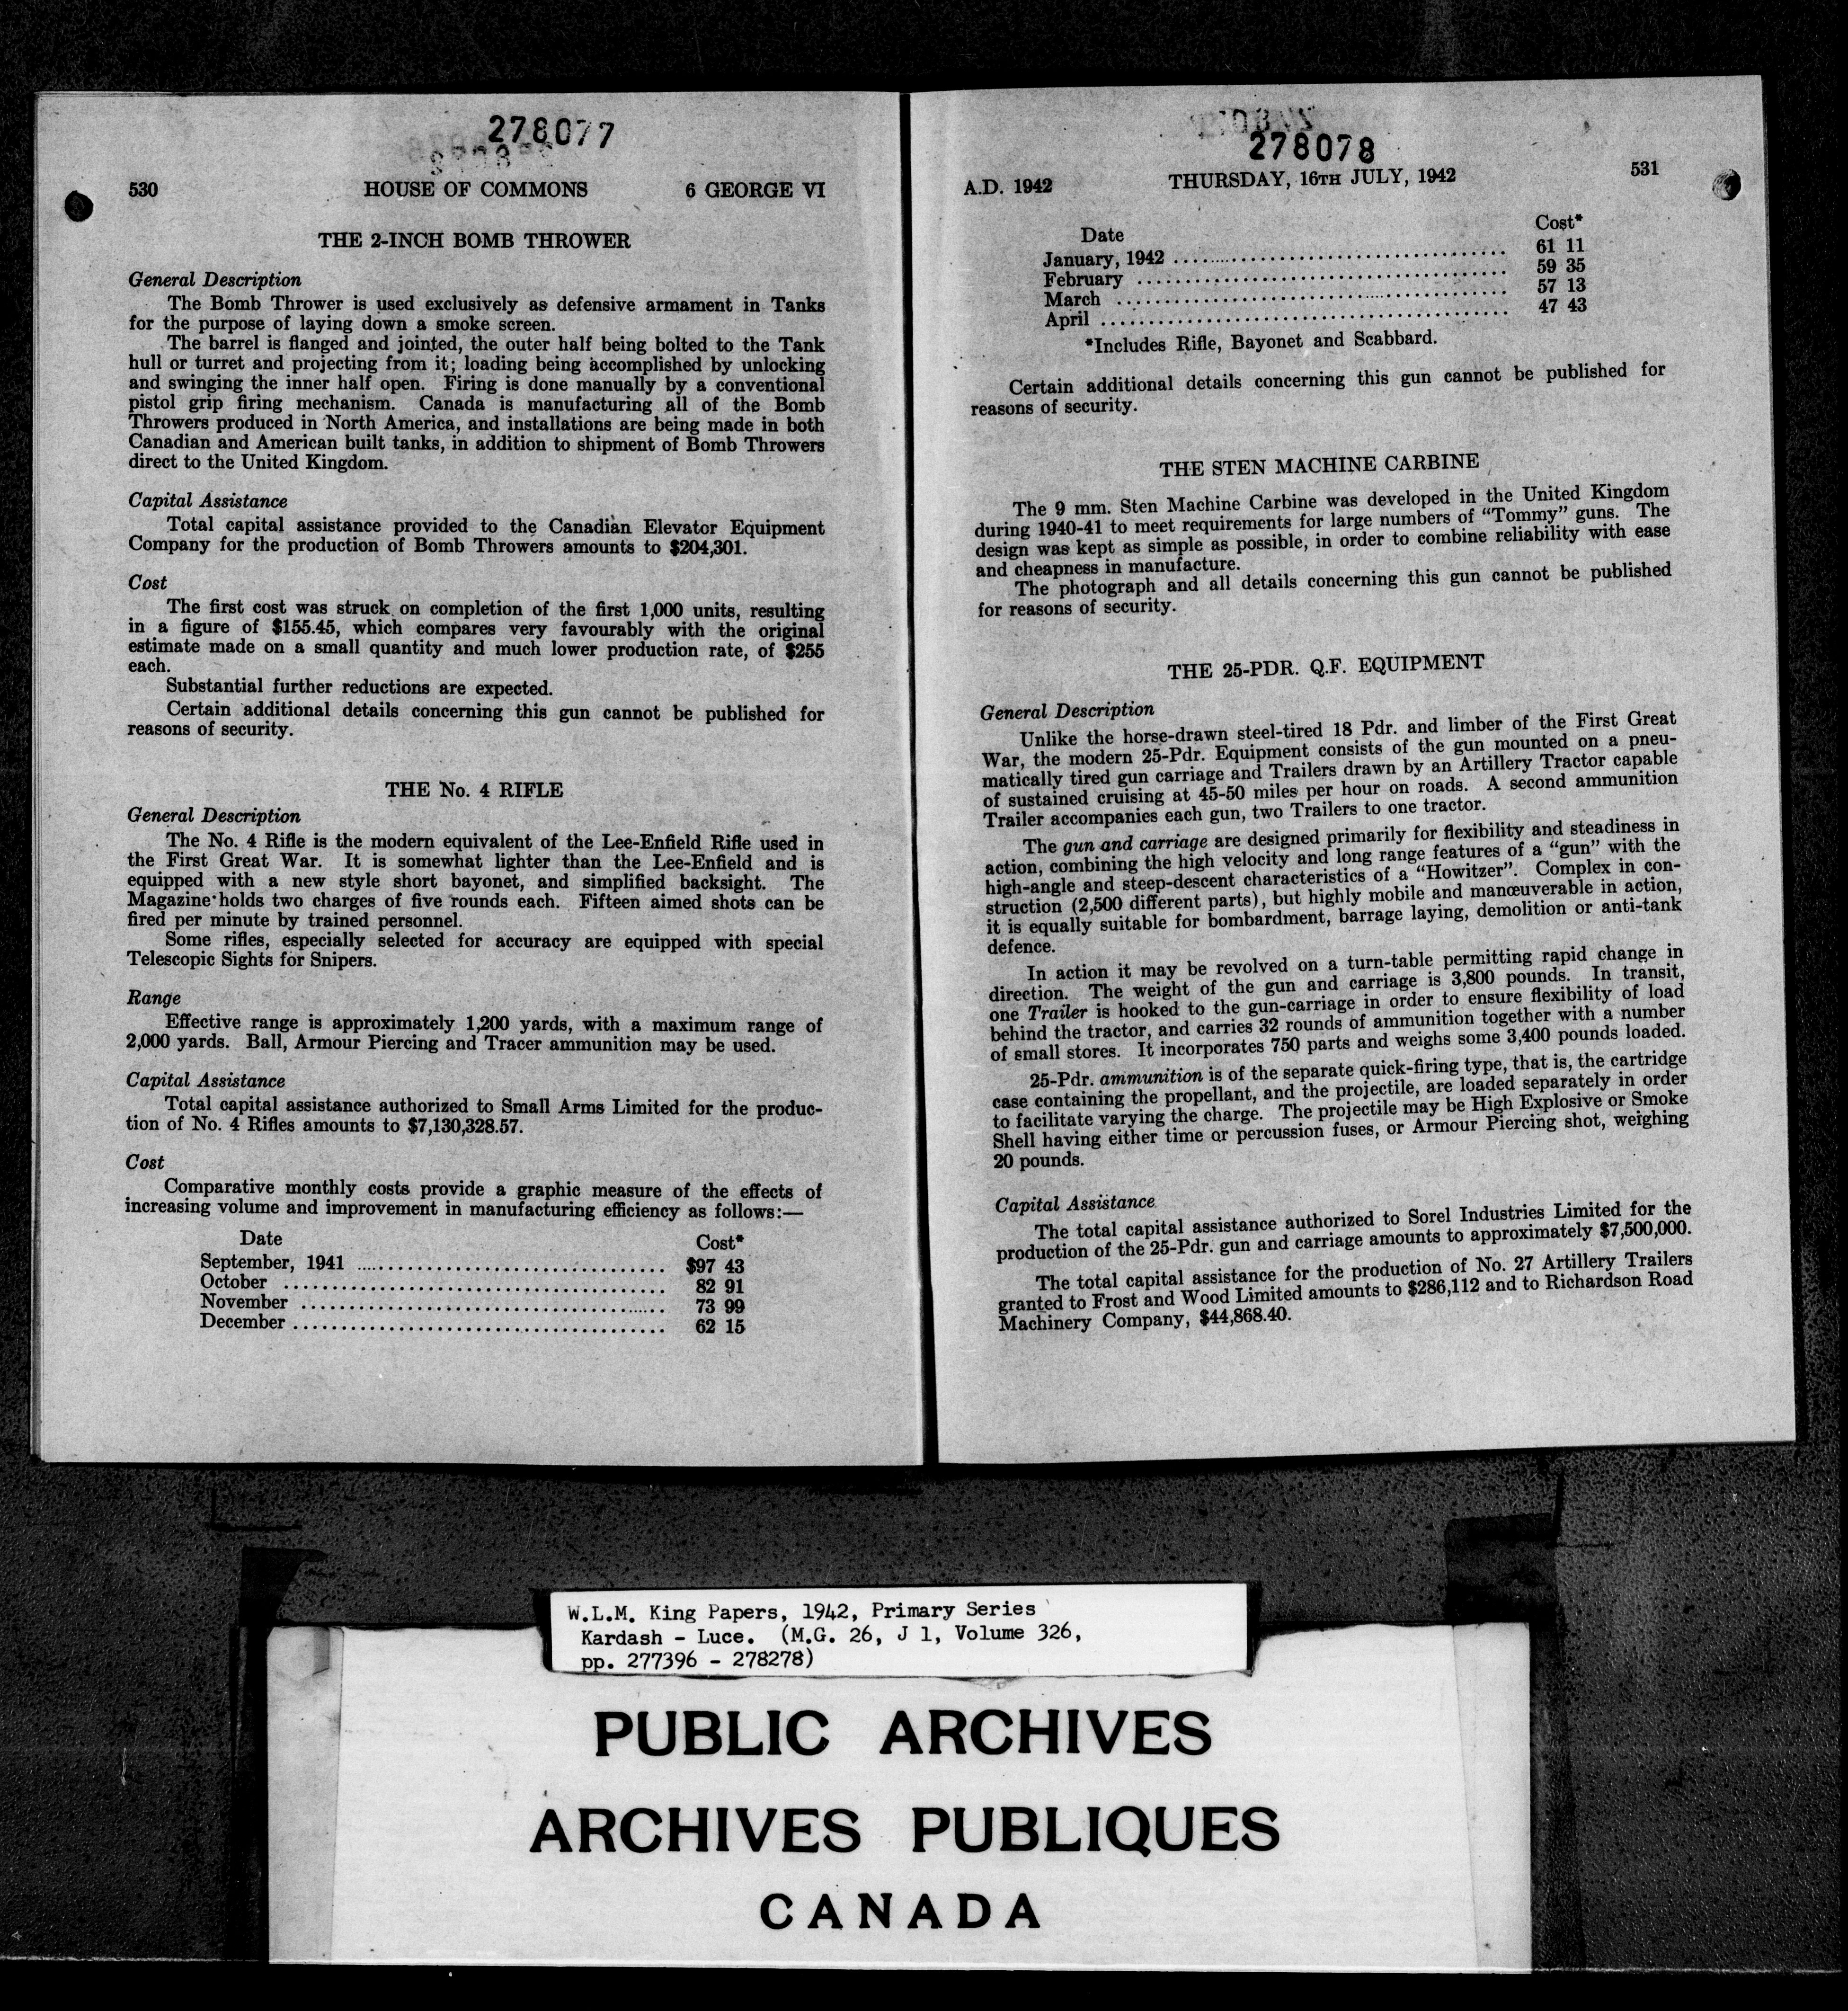 278077
530 HOUSE OF COMMONS 6 GEORGE VI
THE 2-INCH BOMB THROWER
General Description
The Bomb Thrower is used exclusively as defensive armament in Tanks
for the purpose of laying down a smoke screen.
The barrel is flanged and jointed, the outer half being bolted to the Tank
hull or turret and projecting from it; loading being accomplished by unlocking
and swinging the inner half open. Firing is done manually by a conventional
pistol grip firing mechanism. Canada is manufacturing all of the Bomb
Throwers produced in North America, and installations are being made in both
Canadian and American built tanks, in addition to shipment of Bomb Throwers
direct to the United Kingdom.
Capital Assistance
Total capital assistance provided to the Canadian Elevator Equipment
Company for the production of Bomb Throwers amounts to $204,301.
Cost
The first cost was struck on completion of the first 1,000 units, resulting
in a figure of $155.45, which compares very favourably with the original
estimate made on a small quantity and much lower production rate, of $255
each.
Substantial further reductions are expected.
Certain additional details concerning this gun cannot be published for
reasons of security.
THE No. 4 RIFLE
General Description
The No. 4 Rifle is the modern equivalent of the Lee-Enfield Rifle used in
the First Great War. It is somewhat lighter than the Lee-Enfield and is
equipped with a new style short bayonet, and simplified backsight. The
Magazine holds two charges of five rounds each. Fifteen aimed shots can be
fired per minute by trained personnel.
Some rifles, especially selected for accuracy are equipped with special
Telescopic Sights for Snipers.
Range
Effective range is approximately 1,200 yards, with a maximum range of
2,000 yards. Ball, Armour Piercing and Tracer ammunition may be used.
Capital Assistance
Total capital assistance authorized to Small Arms Limited for the produc-
tion of No. 4 Rifles amounts to $7,130,328.57.
Cost
Comparative monthly costs provide a graphic measure of the effects of
increasing volume and improvement in manufacturing efficiency as follows:—
Date Cost*
September, 1941 ........................................ $97 43
October ........................................ 82 91
November ........................................ 73 99
December ........................................ 62 15
278078
A.D. 1942 THURSDAY, 16TH JULY, 1942 531
Date Cost*
January, 1942 ........................................ 61 11
February ........................................ 59 35
March ........................................ 57 13
April ........................................ 47 43
*Includes Rifle, Bayonet and Scabbard.
Certain additional details concerning this gun cannot be published for
reasons of security.
THE STEN MACHINE CARBINE
The 9 mm. Sten Machine Carbine was developed in the United Kingdom
during 1940-41 to meet requirements for large numbers of “Tommy” guns. The
design was kept as simple as possible, in order to combine reliability with ease
and cheapness in manufacture.
The photograph and all details concerning this gun cannot be published
for reasons of security.
THE 25-PDR. Q.F. EQUIPMENT
General Description
Unlike the horse-drawn steel-tired 18 Pdr. and limber of the First Great
War, the modern 25-Pdr. Equipment consists of the gun mounted on a pneu-
matically tired gun carriage and Trailers drawn by an Artillery Tractor capable
of sustained cruising at 45-50 miles per hour on roads. A second ammunition
Trailer accompanies each gun, two Trailers to one tractor.
The gun and carriage are designed primarily for flexibility and steadiness in
action, combining the high velocity and long range features of a “gun” with the
high-angle and steep-descent characteristics of a “Howitzer”. Complex in con-
struction (2,500 different parts), but highly mobile and manœuverable in action,
it is equally suitable for bombardment, barrage laying, demolition or anti-tank
defence.
In action it may be revolved on a turn-table permitting rapid change in
direction. The weight of the gun and carriage is 3,800 pounds. In transit,
one Trailer is hooked to the gun-carriage in order to ensure flexibility of load
behind the tractor, and carries 32 rounds of ammunition together with a number
of small stores. It incorporates 750 parts and weighs some 3,400 pounds loaded.
25-Pdr. ammunition is of the separate quick-firing type, that is, the cartridge
case containing the propellant, and the projectile, are loaded separately in order
to facilitate varying the charge. The projectile may be High Explosive or Smoke
Shell having either time or percussion fuses, or Armour Piercing shot, weighing
20 pounds.
Capital Assistance
The total capital assistance authorized to Sorel Industries Limited for the
production of the 25-Pdr. gun and carriage amounts to approximately $7,500,000.
The total capital assistance for the production of No. 27 Artillery Trailers
granted to Frost and Wood Limited amounts to $286,112 and to Richardson Road
Machinery Company, $44,868.40.
W.L.M. King Papers, 1942, Primary Series
Kardash - Luce. (M.G. 26, J 1, Volume 326,
pp. 277396 - 278278)
PUBLIC ARCHIVES
ARCHIVES PUBLIQUES
CANADA